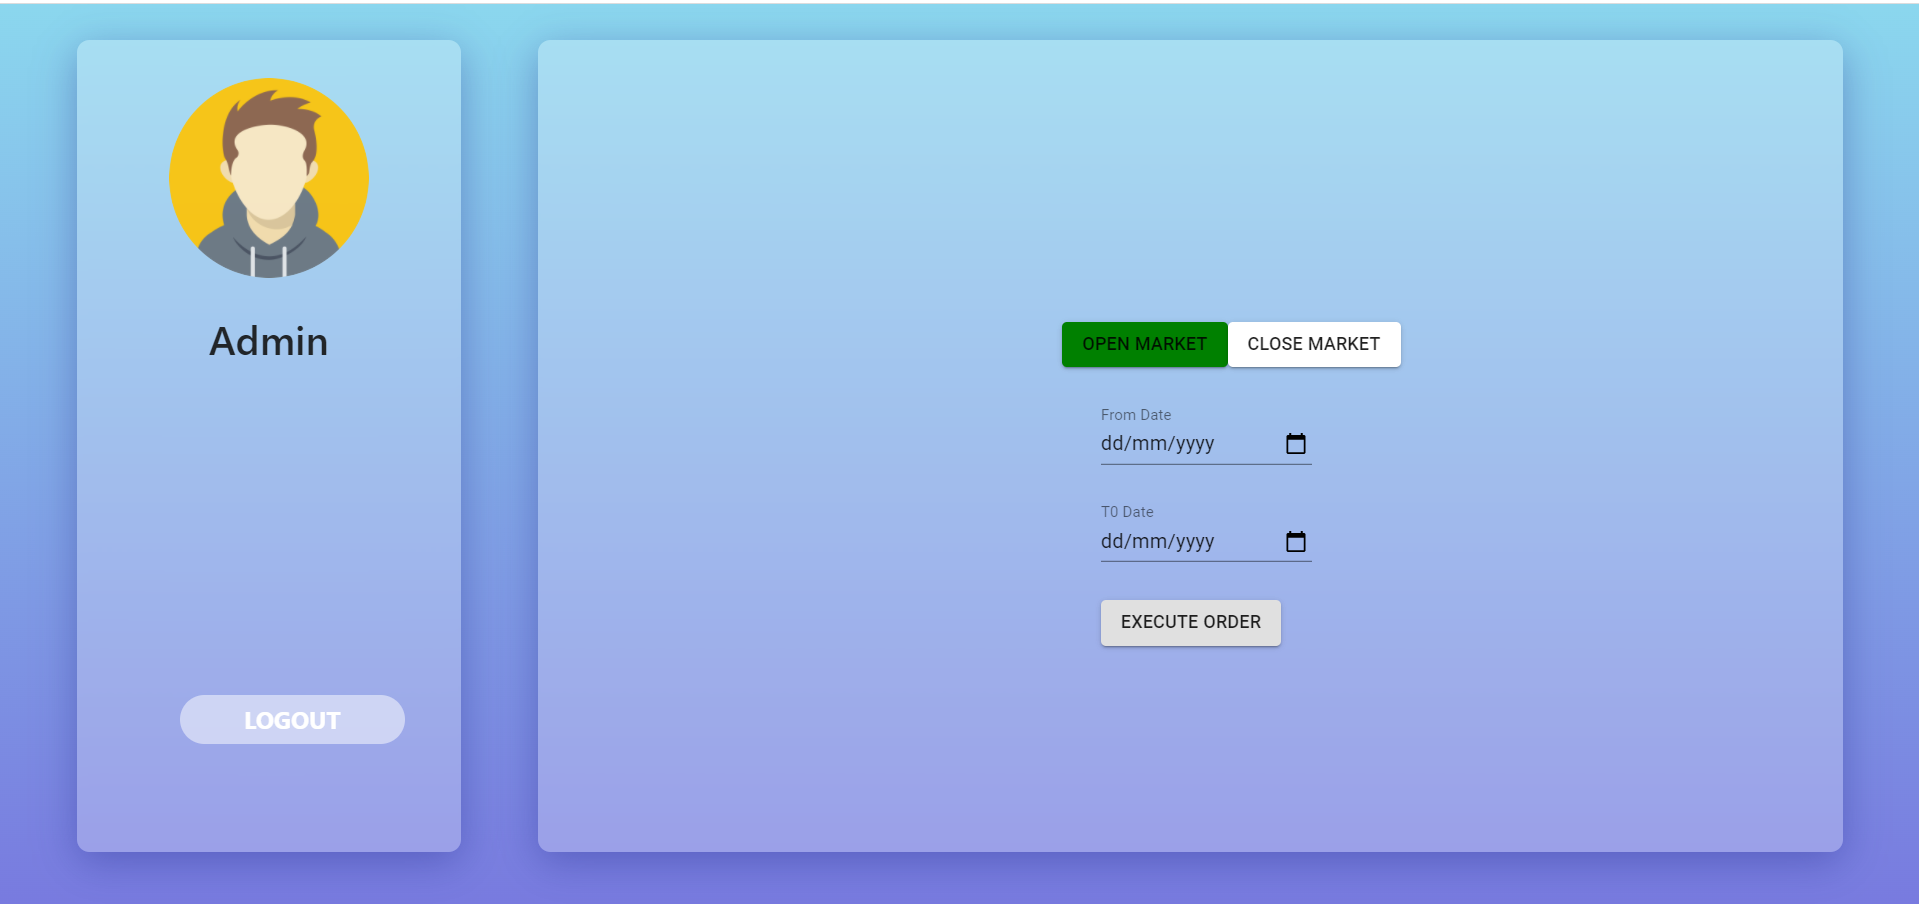 Admin
LOGOUT
OPEN MARKET CLOSE MARKET
From Date
dd/mm/yyyy
T0 Date
dd/mm/yyyy
EXECUTE ORDER